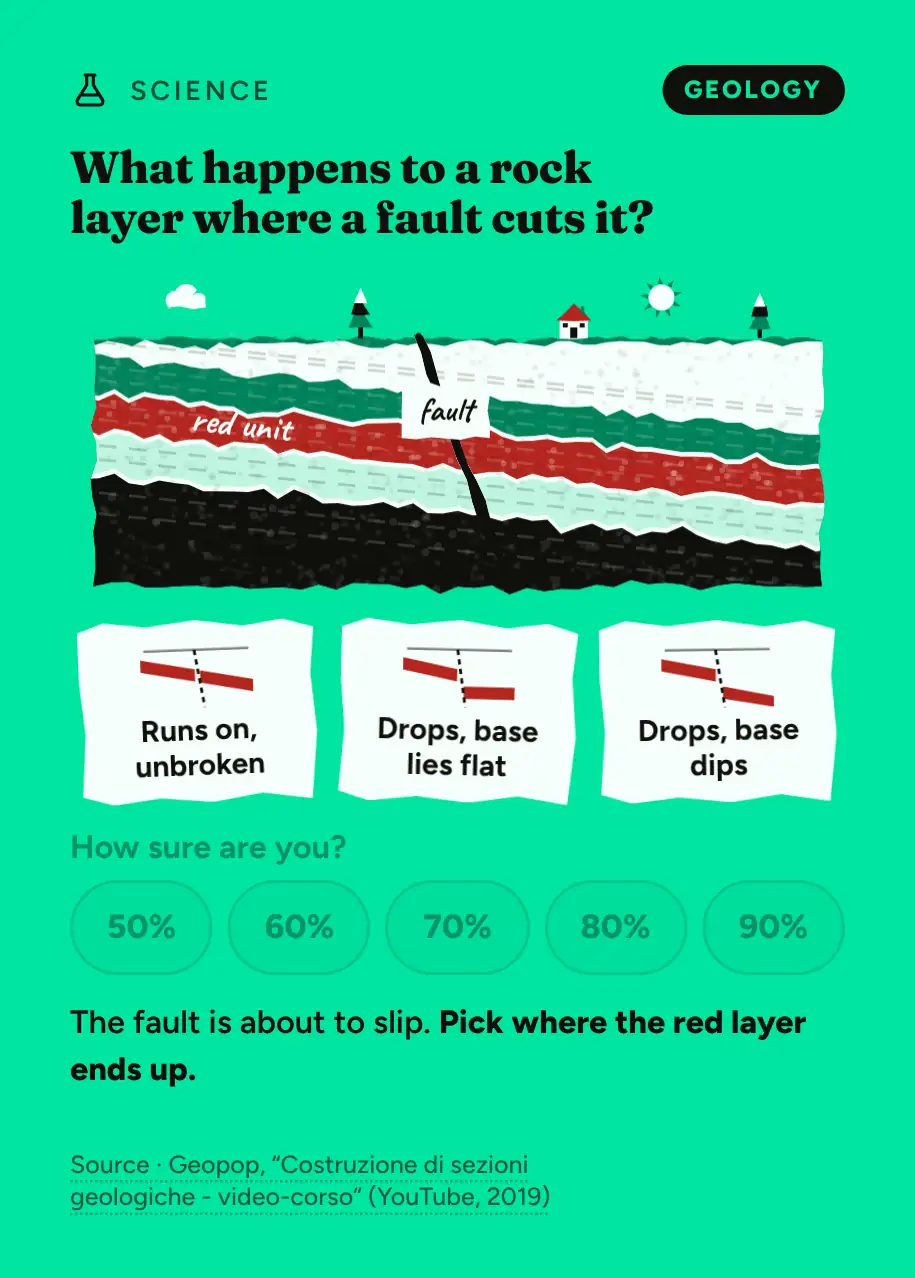 SCIENCE
GEOLOGY
What happens to a rock
layer where a fault cuts it?
fault
red unit
Runs on,
unbroken
Drops, base
lies flat
Drops, base
dips
How sure are you?
50%
60%
70%
80%
90%
The fault is about to slip. Pick where the red layer
ends up.
Source · Geopop, “Costruzione di sezioni
geologiche - video-corso” (YouTube, 2019)